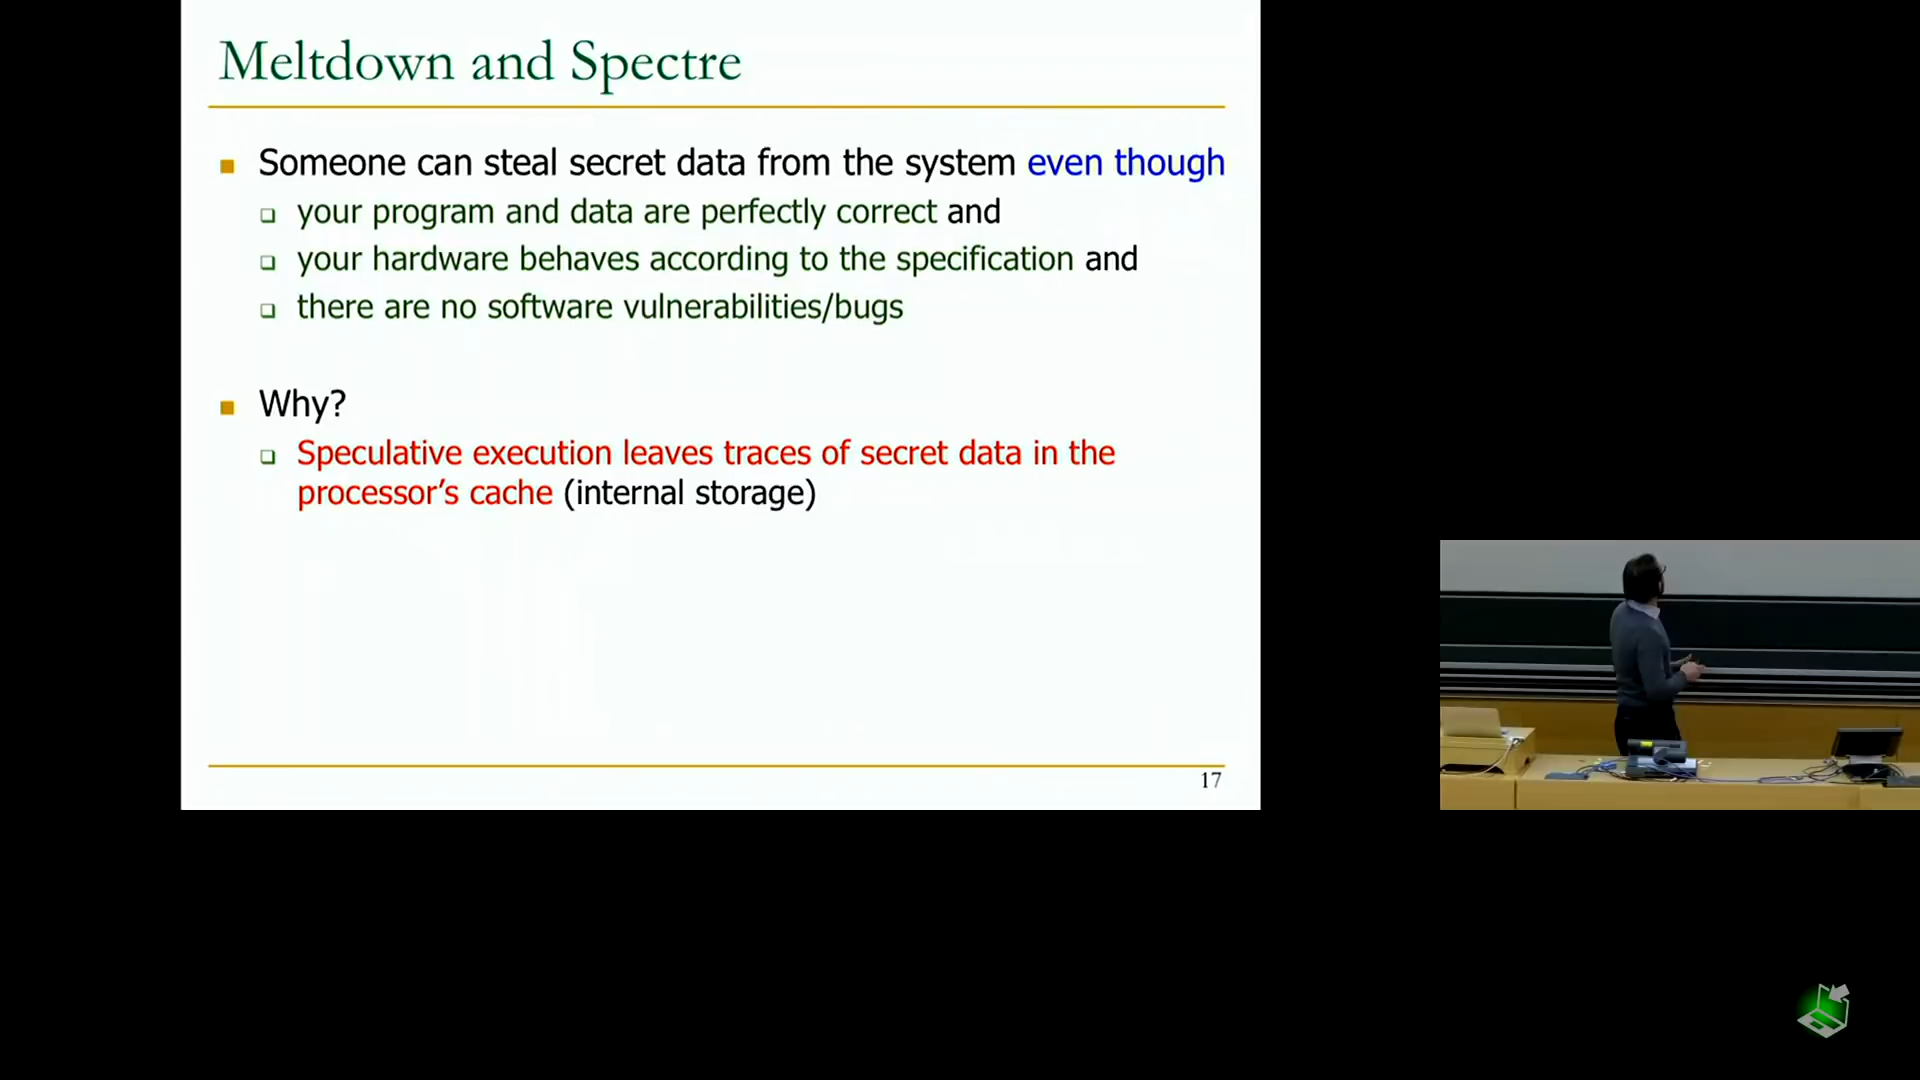 Meltdown and Spectre
Someone can steal secret data from the system even though
your program and data are perfectly correct and
your hardware behaves according to the specification and
there are no software vulnerabilities/bugs
Why?
Speculative execution leaves traces of secret data in the
processor's cache (internal storage)
17